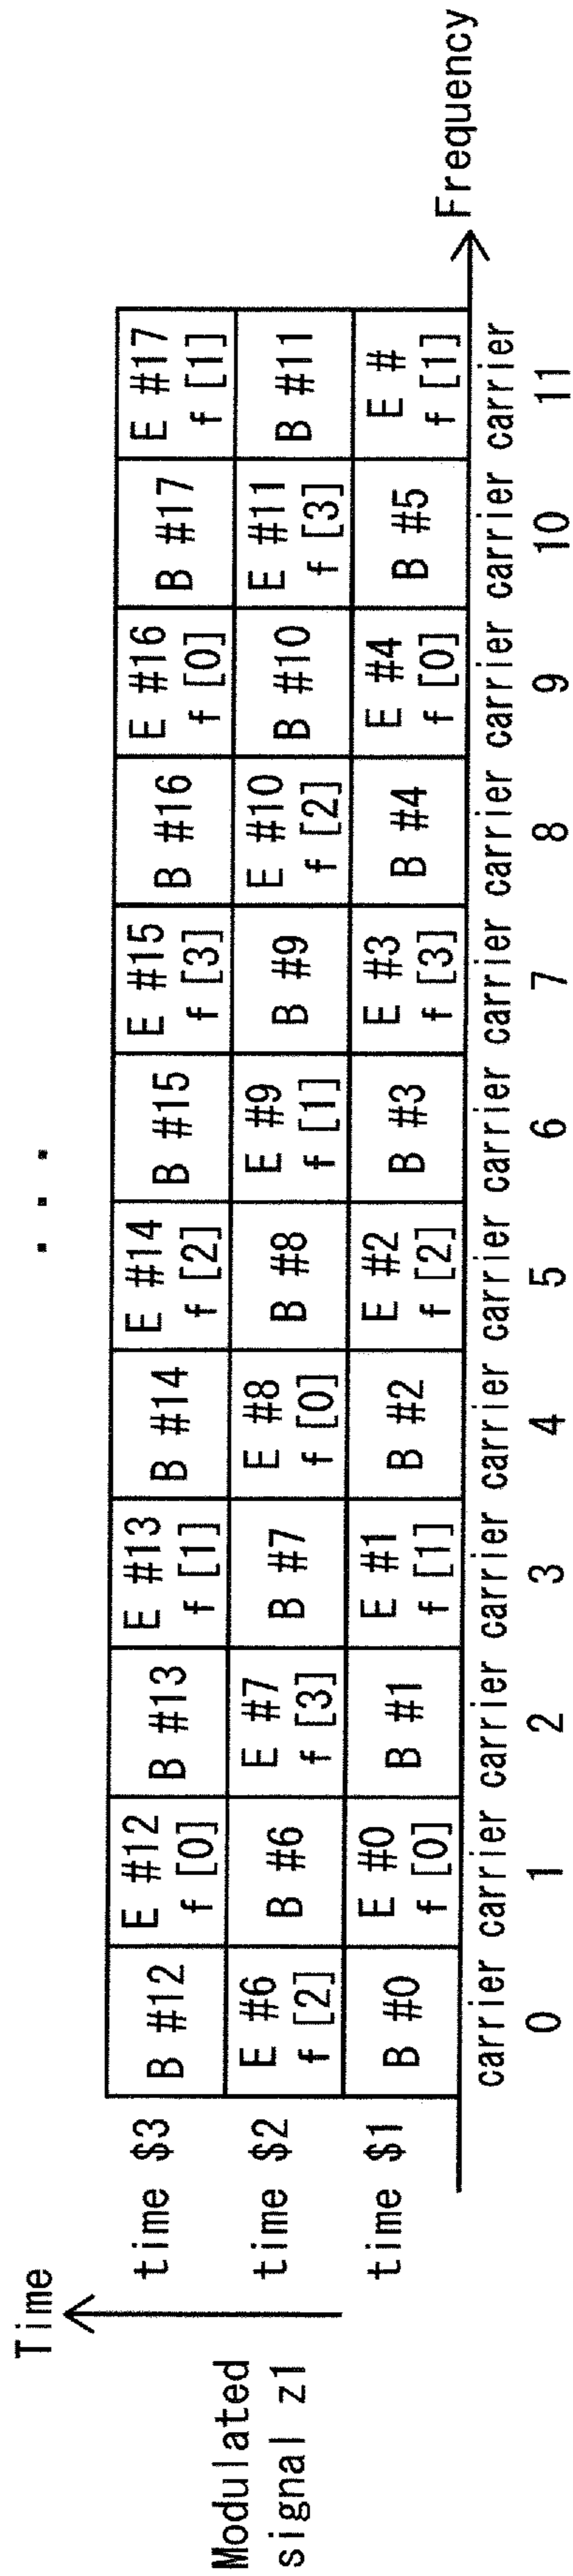 Time
. . .
time $3
B #12
E #12
f [0]
B #13
E #13
f [1]
B #14
E #14
f [2]
B #15
E #15
f [3]
B #16
E #16
f [0]
B #17
E #17
f [1]
time $2
E #6
f [2]
B #6
E #7
f [3]
B #7
E #8
f [0]
B #8
E #9
f [1]
B #9
E #10
f [2]
B #10
E #11
f [3]
B #11
time $1
B #0
E #0
f [0]
B #1
E #1
f [1]
B #2
E #2
f [2]
B #3
E #3
f [3]
B #4
E #4
f [0]
B #5
E #
f [1]
Frequency
carrier
0
carrier
1
carrier
2
carrier
3
carrier
4
carrier
5
carrier
6
carrier
7
carrier
8
carrier
9
carrier
10
carrier
11
Modulated
signal z1